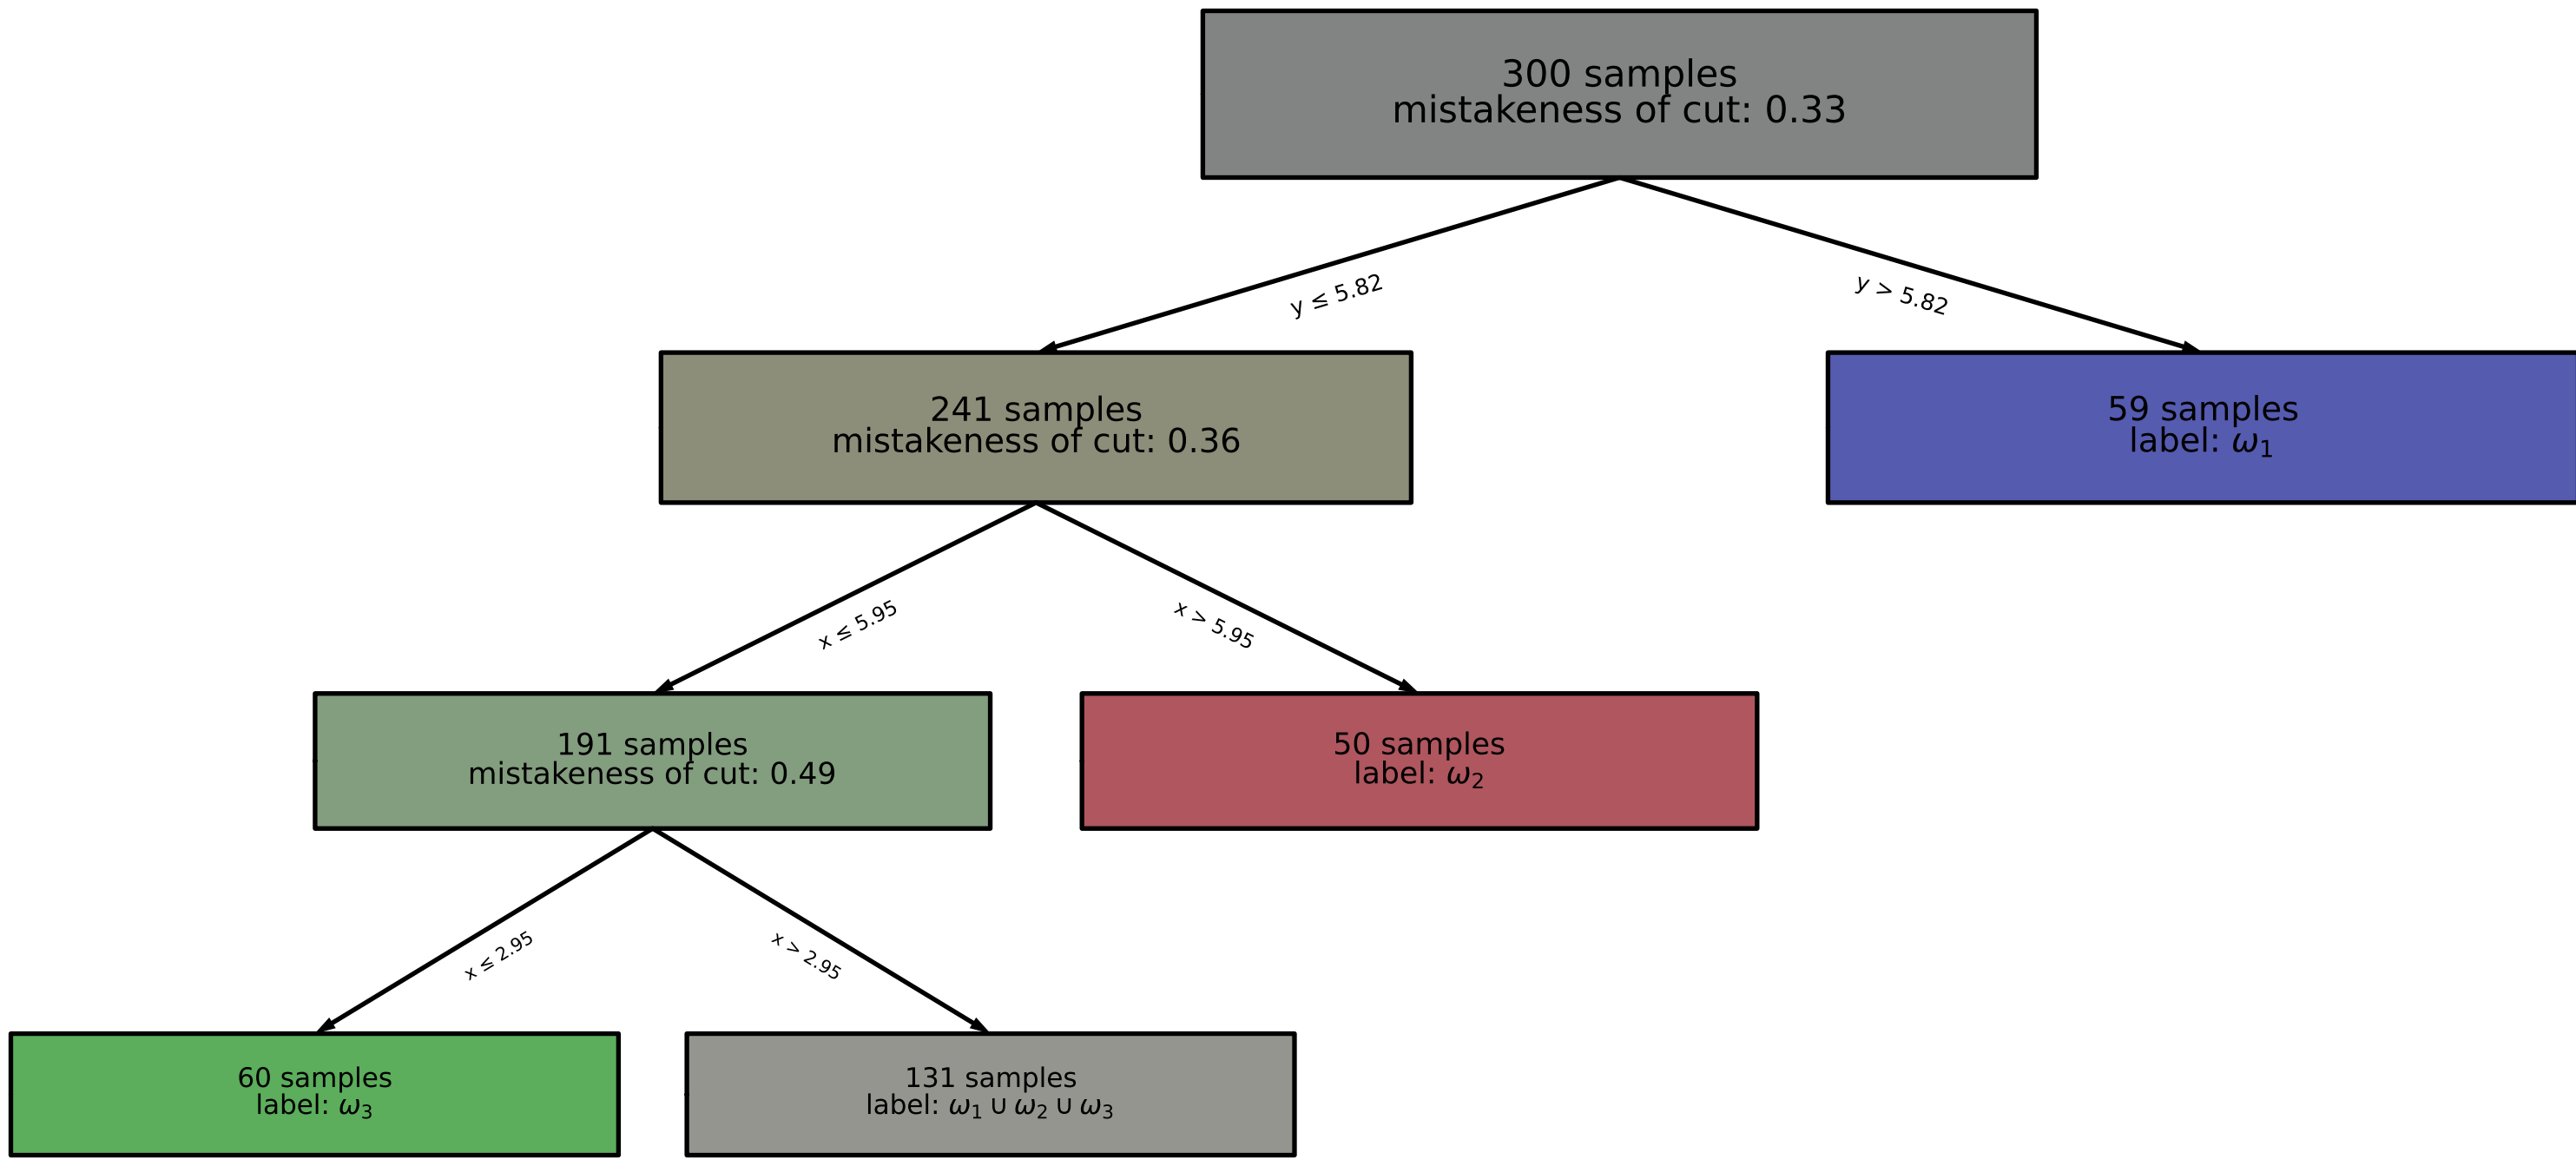 300 samples
mistakeness of cut: 0.33
y ≤ 5.82
y > 5.82
241 samples
mistakeness of cut: 0.36
59 samples
label: ω₁
x ≤ 5.95
x > 5.95
191 samples
mistakeness of cut: 0.49
50 samples
label: ω₂
x ≤ 2.95
x > 2.95
60 samples
label: ω₃
131 samples
label: ω₁ ∪ ω₂ ∪ ω₃